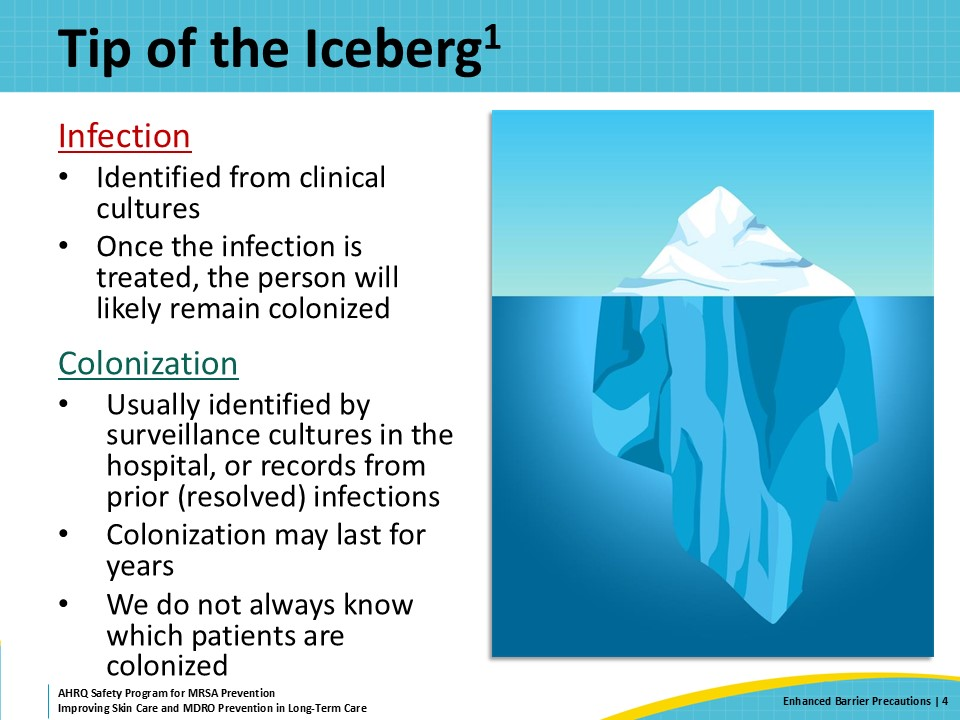 Tip of the Iceberg¹
Infection
• Identified from clinical
cultures
• Once the infection is
treated, the person will
likely remain colonized
Colonization
• Usually identified by
surveillance cultures in the
hospital, or records from
prior (resolved) infections
• Colonization may last for
years
• We do not always know
which patients are
colonized
AHRQ Safety Program for MRSA Prevention
Improving Skin Care and MDRO Prevention in Long-Term Care
Enhanced Barrier Precautions | 4